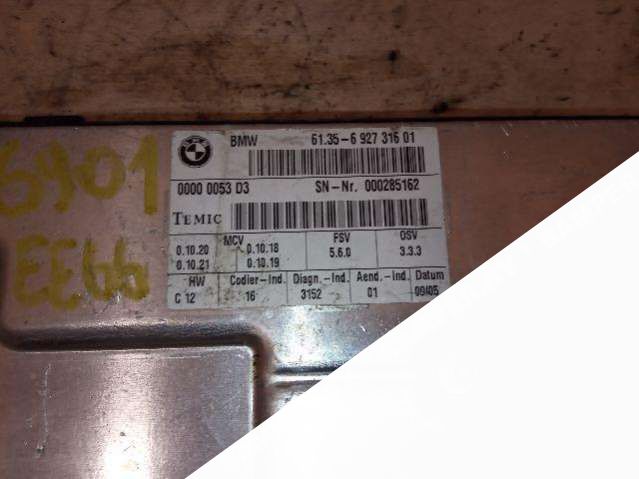 BMW 61.35-6 927 316 01
0000 0053 D3 SN-Nr. 000285162
TEMIC
MCV FSV OSV
0.10.20 0.10.18 5.6.0 3.3.3
0.10.21 0.10.19
HW Codier-Ind. Diagn.-Ind. Aend.-Ind. Datum
C 12 16 3152 01 09/05
5901
EE66